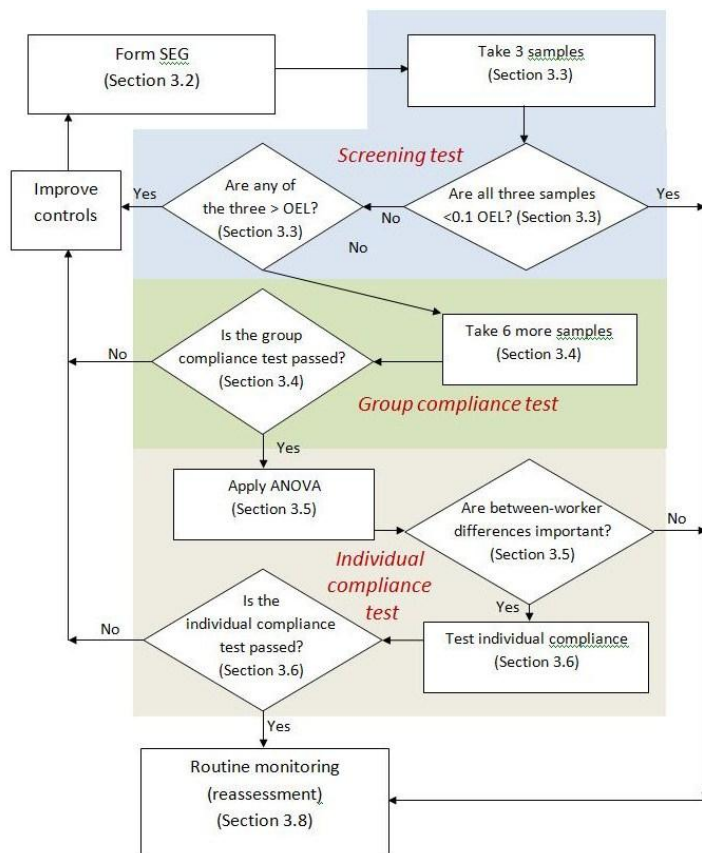 Form SEG
(Section 3.2)
Take 3 samples
(Section 3.3)
Screening test
Improve
controls
Yes
Are any of
the three > OEL?
(Section 3.3)
No
Are all three samples
<0.1 OEL? (Section 3.3)
Yes
No
Is the group
compliance test passed?
(Section 3.4)
No
Take 6 more samples
(Section 3.4)
Group compliance test
Yes
Apply ANOVA
(Section 3.5)
Are between-worker
differences important?
(Section 3.5)
No
Individual
compliance
test
Yes
Is the
individual compliance
test passed?
(Section 3.6)
No
Test individual compliance
(Section 3.6)
Yes
Routine monitoring
(reassessment)
(Section 3.8)